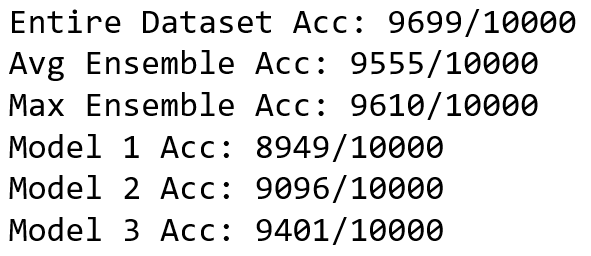 Entire Dataset Acc: 9699/10000
Avg Ensemble Acc: 9555/10000
Max Ensemble Acc: 9610/10000
Model 1 Acc: 8949/10000
Model 2 Acc: 9096/10000
Model 3 Acc: 9401/10000